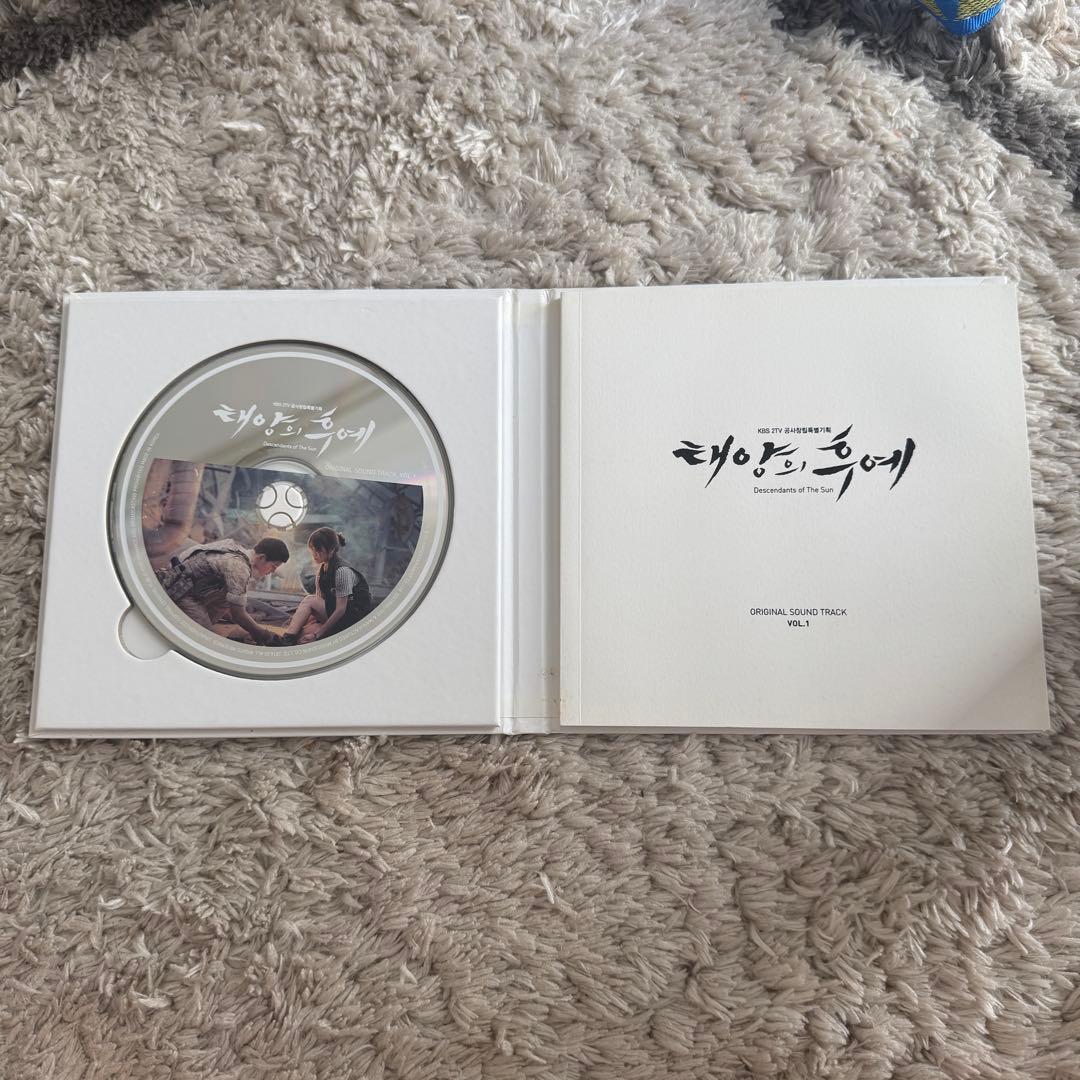 KBS 2TV 공사창립특별기획
태양의 후예
Descendants of The Sun
ORIGINAL SOUND TRACK VOL.1
KBS 2TV 공사창립특별기획
태양의 후예
Descendants of The Sun
ORIGINAL SOUND TRACK
VOL.1